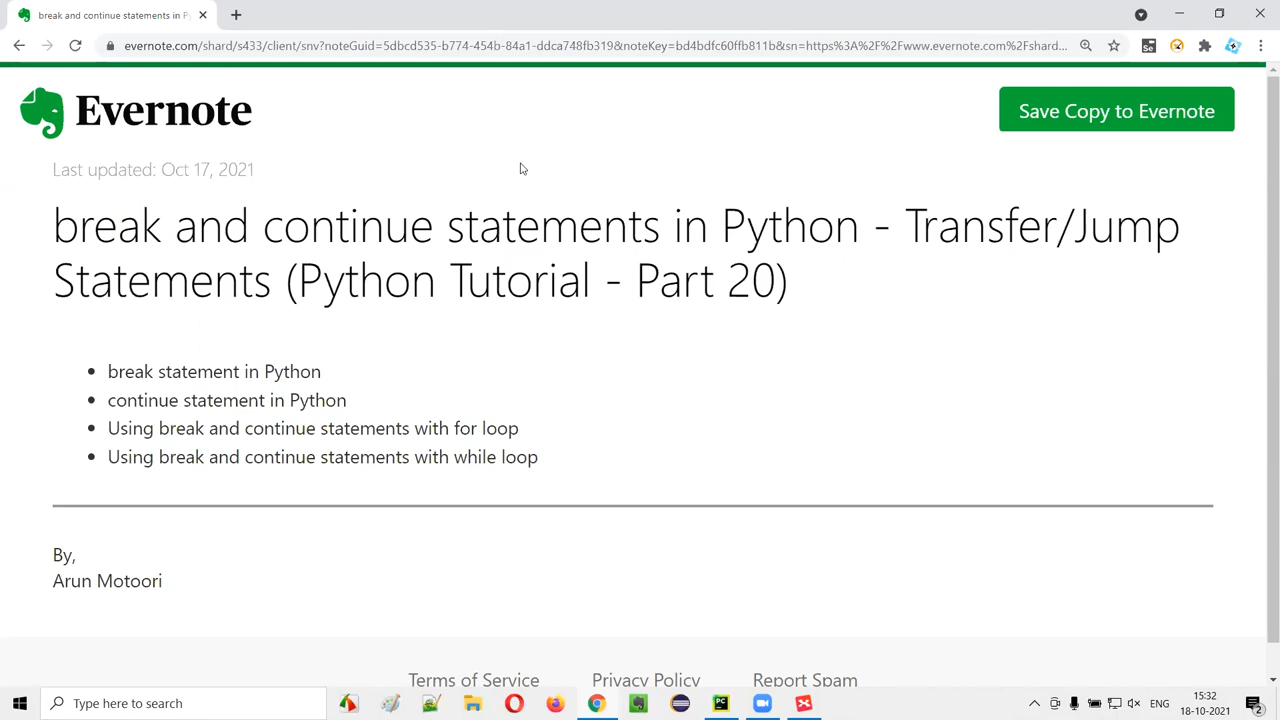 break and continue statements in P
evernote.com/shard/s433/client/snv?noteGuid=5dbcd535-b774-454b-84a1-ddca748fb319&noteKey=bd4bdfc60ffb811b&sn=https%3A%2F%2Fwww.evernote.com%2Fshard...
Evernote
Save Copy to Evernote
Last updated: Oct 17, 2021
break and continue statements in Python - Transfer/Jump
Statements (Python Tutorial - Part 20)
• break statement in Python
• continue statement in Python
• Using break and continue statements with for loop
• Using break and continue statements with while loop
By,
Arun Motoori
Terms of Service Privacy Policy Report Spam
Type here to search
PC
ENG
15:32
18-10-2021
2